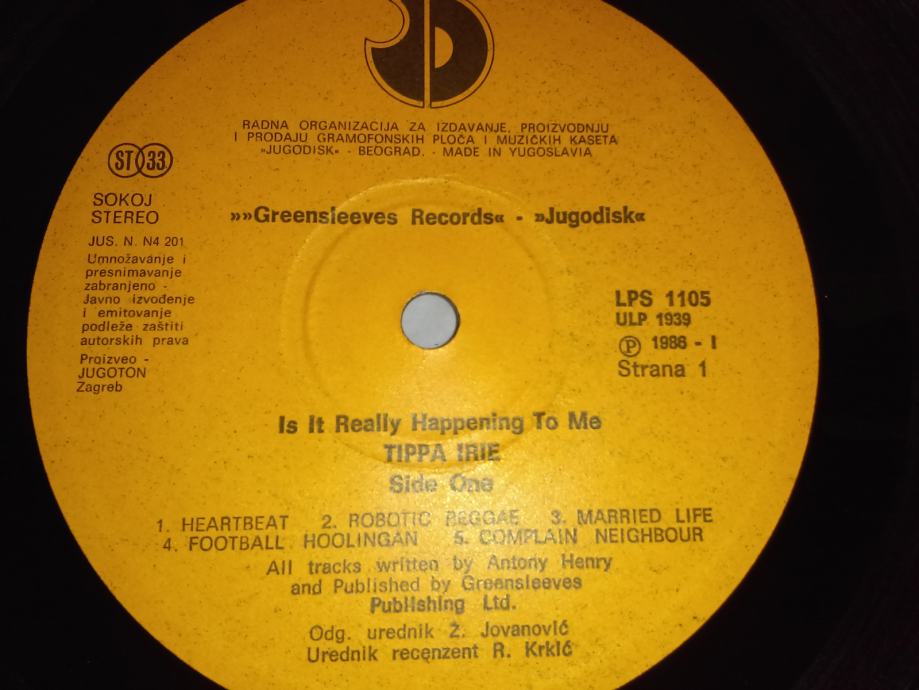 RADNA ORGANIZACIJA ZA IZDAVANJE, PROIZVODNJU
I PRODAJU GRAMOFONSKIH PLOČA I MUZIČKIH KASETA
»JUGODISK« - BEOGRAD. - MADE IN YUGOSLAVIA
ST 33
SOKOJ
STEREO
JUS. N. N4 201
Umnožavanje i
presnimavanje
zabranjeno -
Javno izvođenje
i emitovanje
podleže zaštiti
autorskih prava
Proizveo -
JUGOTON
Zagreb
»»Greensleeves Records« - »Jugodisk«
LPS 1105
ULP 1939
Ⓟ 1986 - I
Strana 1
Is It Really Happening To Me
TIPPA IRIE
Side One
1. HEARTBEAT 2. ROBOTIC REGGAE 3. MARRIED LIFE
4. FOOTBALL HOOLINGAN 5. COMPLAIN NEIGHBOUR
All tracks written by Antony Henry
and Published by Greensleeves
Publishing Ltd.
Odg. urednik Ž. Jovanović
Urednik recenzent R. Krkić